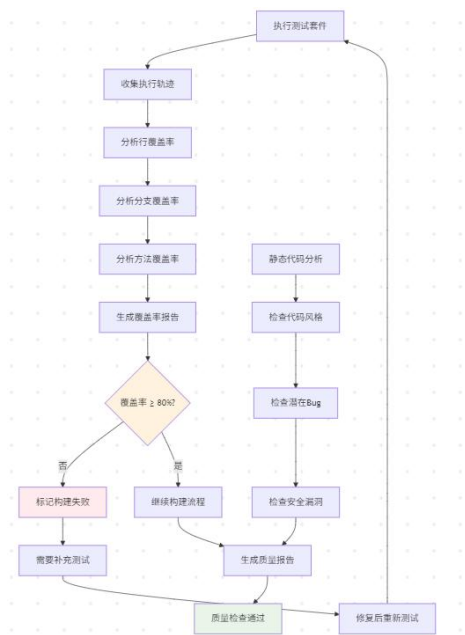 执行测试套件
收集执行轨迹
分析行覆盖率
分析分支覆盖率
分析方法覆盖率
静态代码分析
生成覆盖率报告
检查代码风格
覆盖率 ≥ 80%?
检查潜在Bug
否
是
标记构建失败
继续构建流程
检查安全漏洞
需要补充测试
生成质量报告
质量检查通过
修复后重新测试